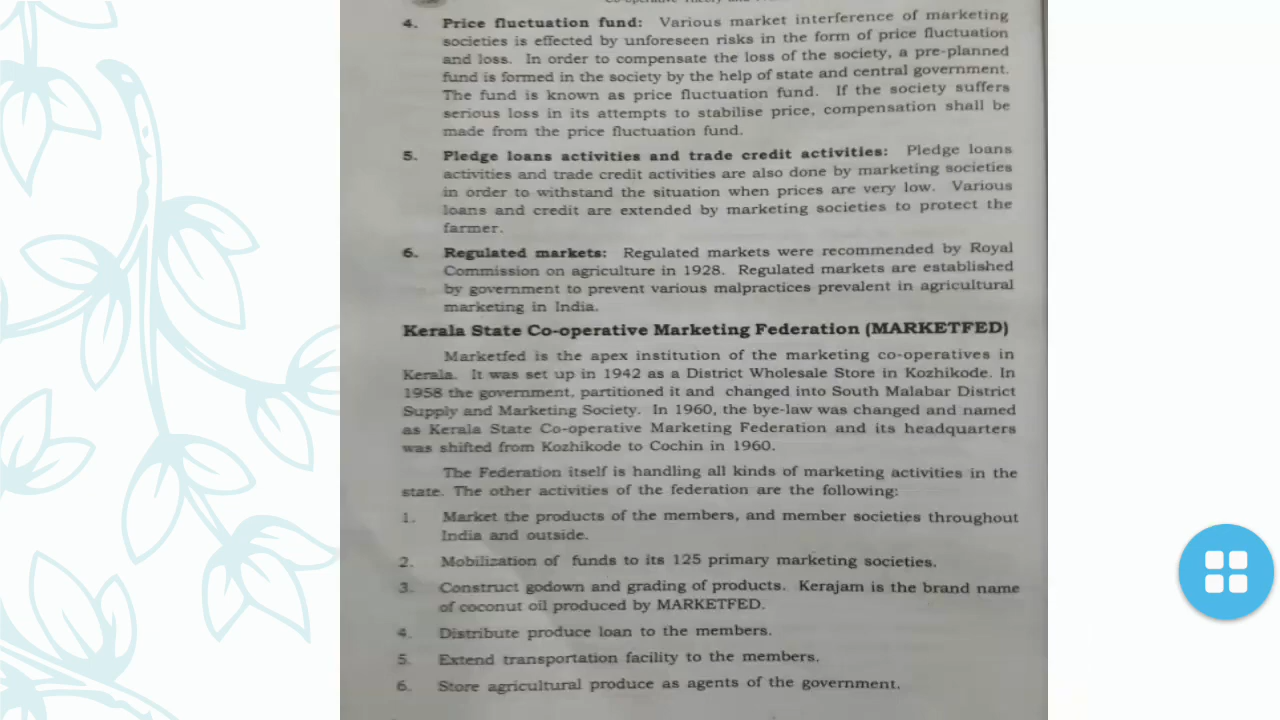 4. Price fluctuation fund: Various market interference of marketing
societies is effected by unforeseen risks in the form of price fluctuation
and loss. In order to compensate the loss of the society, a pre-planned
fund is formed in the society by the help of state and central government.
The fund is known as price fluctuation fund. If the society suffers
serious loss in its attempts to stabilise price, compensation shall be
made from the price fluctuation fund.
5. Pledge loans activities and trade credit activities: Pledge loans
activities and trade credit activities are also done by marketing societies
in order to withstand the situation when prices are very low. Various
loans and credit are extended by marketing societies to protect the
farmer.
6. Regulated markets: Regulated markets were recommended by Royal
Commission on agriculture in 1928. Regulated markets are established
by government to prevent various malpractices prevalent in agricultural
marketing in India.
Kerala State Co-operative Marketing Federation (MARKETFED)
Marketfed is the apex institution of the marketing co-operatives in
Kerala. It was set up in 1942 as a District Wholesale Store in Kozhikode. In
1958 the government, partitioned it and changed into South Malabar District
Supply and Marketing Society. In 1960, the bye-law was changed and named
as Kerala State Co-operative Marketing Federation and its headquarters
was shifted from Kozhikode to Cochin in 1960.
The Federation itself is handling all kinds of marketing activities in the
state. The other activities of the federation are the following:
1. Market the products of the members, and member societies throughout
India and outside.
2. Mobilization of funds to its 125 primary marketing societies.
3. Construct godown and grading of products. Kerajam is the brand name
of coconut oil produced by MARKETFED.
4. Distribute produce loan to the members.
5. Extend transportation facility to the members.
6. Store agricultural produce as agents of the government.